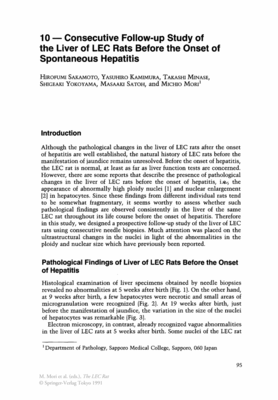 10 — Consecutive Follow-up Study of
the Liver of LEC Rats Before the Onset of
Spontaneous Hepatitis
Hirofumi Sakamoto, Yasuhiro Kamimura, Takashi Minase,
Shigeaki Yokoyama, Masaaki Satoh, and Michio Mori¹
Introduction
Although the pathological changes in the liver of LEC rats after the onset
of hepatitis are well established, the natural history of LEC rats before the
manifestation of jaundice remains unresolved. Before the onset of hepatitis,
the LEC rat is normal, at least as far as liver function tests are concerned.
However, there are some reports that describe the presence of pathological
changes in the liver of LEC rats before the onset of hepatitis, i.e., the
appearance of abnormally high ploidy nuclei [1] and nuclear enlargement
[2] in hepatocytes. Since these findings from different individual rats tend
to be somewhat fragmentary, it seems worthy to assess whether such
pathological findings are observed consistently in the liver of the same
LEC rat throughout its life course before the onset of hepatitis. Therefore
in this study, we designed a prospective follow-up study of the liver of LEC
rats using consecutive needle biopsies. Much attention was placed on the
ultrastructural changes in the nuclei in light of the abnormalities in the
ploidy and nuclear size which have previously been reported.
Pathological Findings of Liver of LEC Rats Before the Onset
of Hepatitis
Histological examination of liver specimens obtained by needle biopsies
revealed no abnormalities at 5 weeks after birth (Fig. 1). On the other hand,
at 9 weeks after birth, a few hepatocytes were necrotic and small areas of
microgranulation were recognized (Fig. 2). At 19 weeks after birth, just
before the manifestation of jaundice, the variation in the size of the nuclei
of hepatocytes was remarkable (Fig. 3).
Electron microscopy, in contrast, already recognized vague abnormalities
in the liver of LEC rats at 5 weeks after birth. Some nuclei of the LEC rat
¹ Department of Pathology, Sapporo Medical College, Sapporo, 060 Japan
95
M. Mori et al. (eds.), The LEC Rat
© Springer-Verlag Tokyo 1991